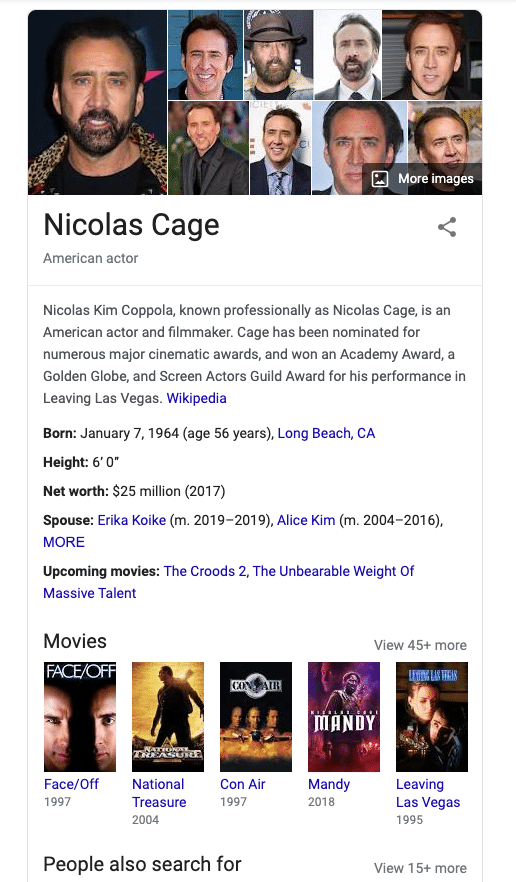 More images
Nicolas Cage
American actor
Nicolas Kim Coppola, known professionally as Nicolas Cage, is an
American actor and filmmaker. Cage has been nominated for
numerous major cinematic awards, and won an Academy Award, a
Golden Globe, and Screen Actors Guild Award for his performance in
Leaving Las Vegas. Wikipedia
Born: January 7, 1964 (age 56 years), Long Beach, CA
Height: 6′ 0″
Net worth: $25 million (2017)
Spouse: Erika Koike (m. 2019–2019), Alice Kim (m. 2004–2016),
MORE
Upcoming movies: The Croods 2, The Unbearable Weight Of
Massive Talent
Movies
View 45+ more
FACE/OFF
NATIONAL
TREASURE
CON AIR
NICOLAS CAGE
MANDY
LEAVING LAS VEGAS
Face/Off
1997
National
Treasure
2004
Con Air
1997
Mandy
2018
Leaving
Las Vegas
1995
People also search for
View 15+ more